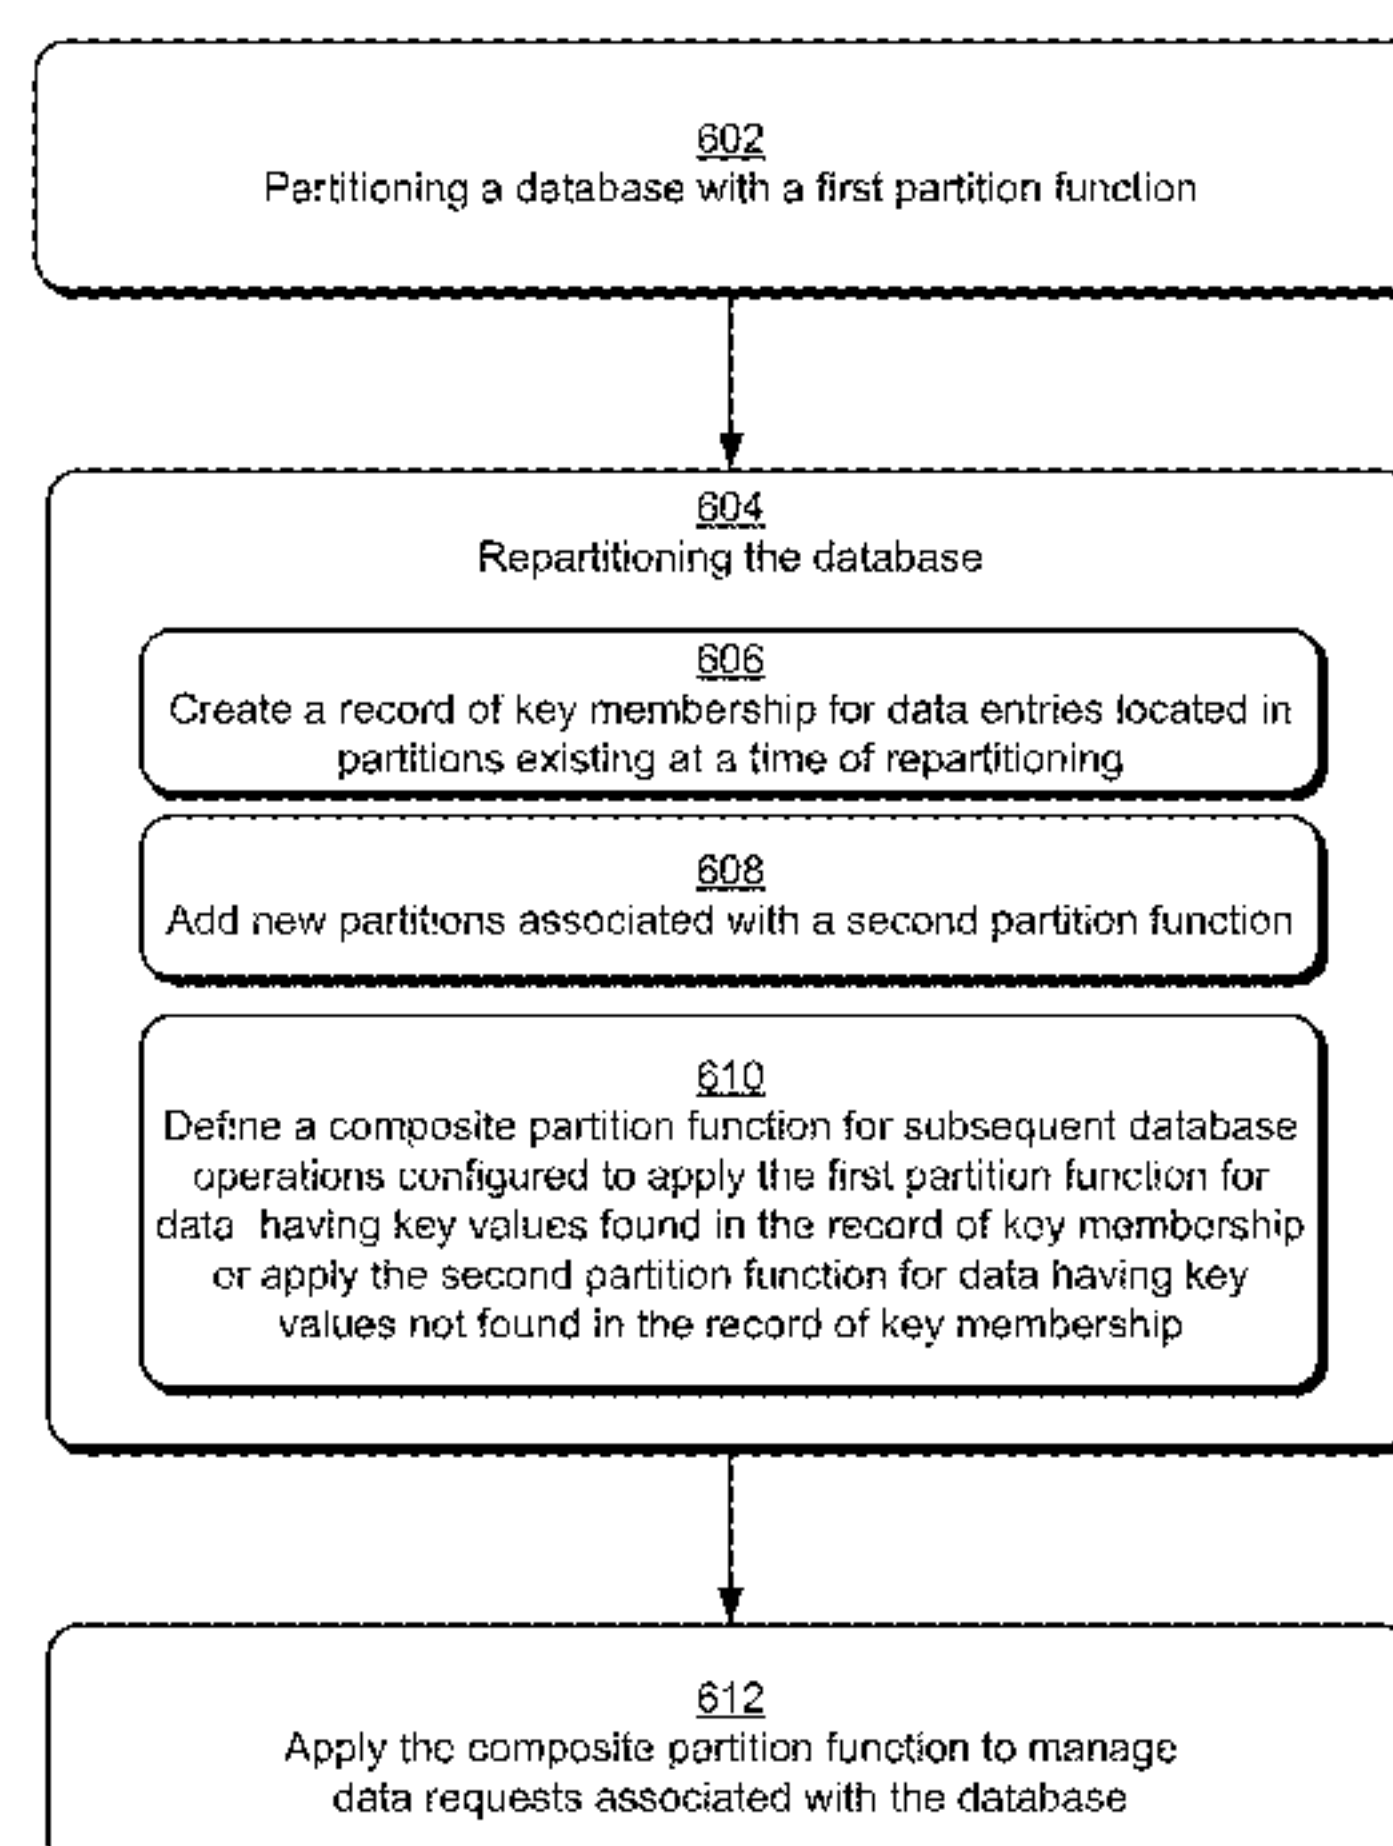 602
Partitioning a database with a first partition function
604
Repartitioning the database
606
Create a record of key membership for data entries located in
partitions existing at a time of repartitioning
608
Add new partitions associated with a second partition function
610
Define a composite partition function for subsequent database
operations configured to apply the first partition function for
data having key values found in the record of key membership
or apply the second partition function for data having key
values not found in the record of key membership
612
Apply the composite partition function to manage
data requests associated with the database